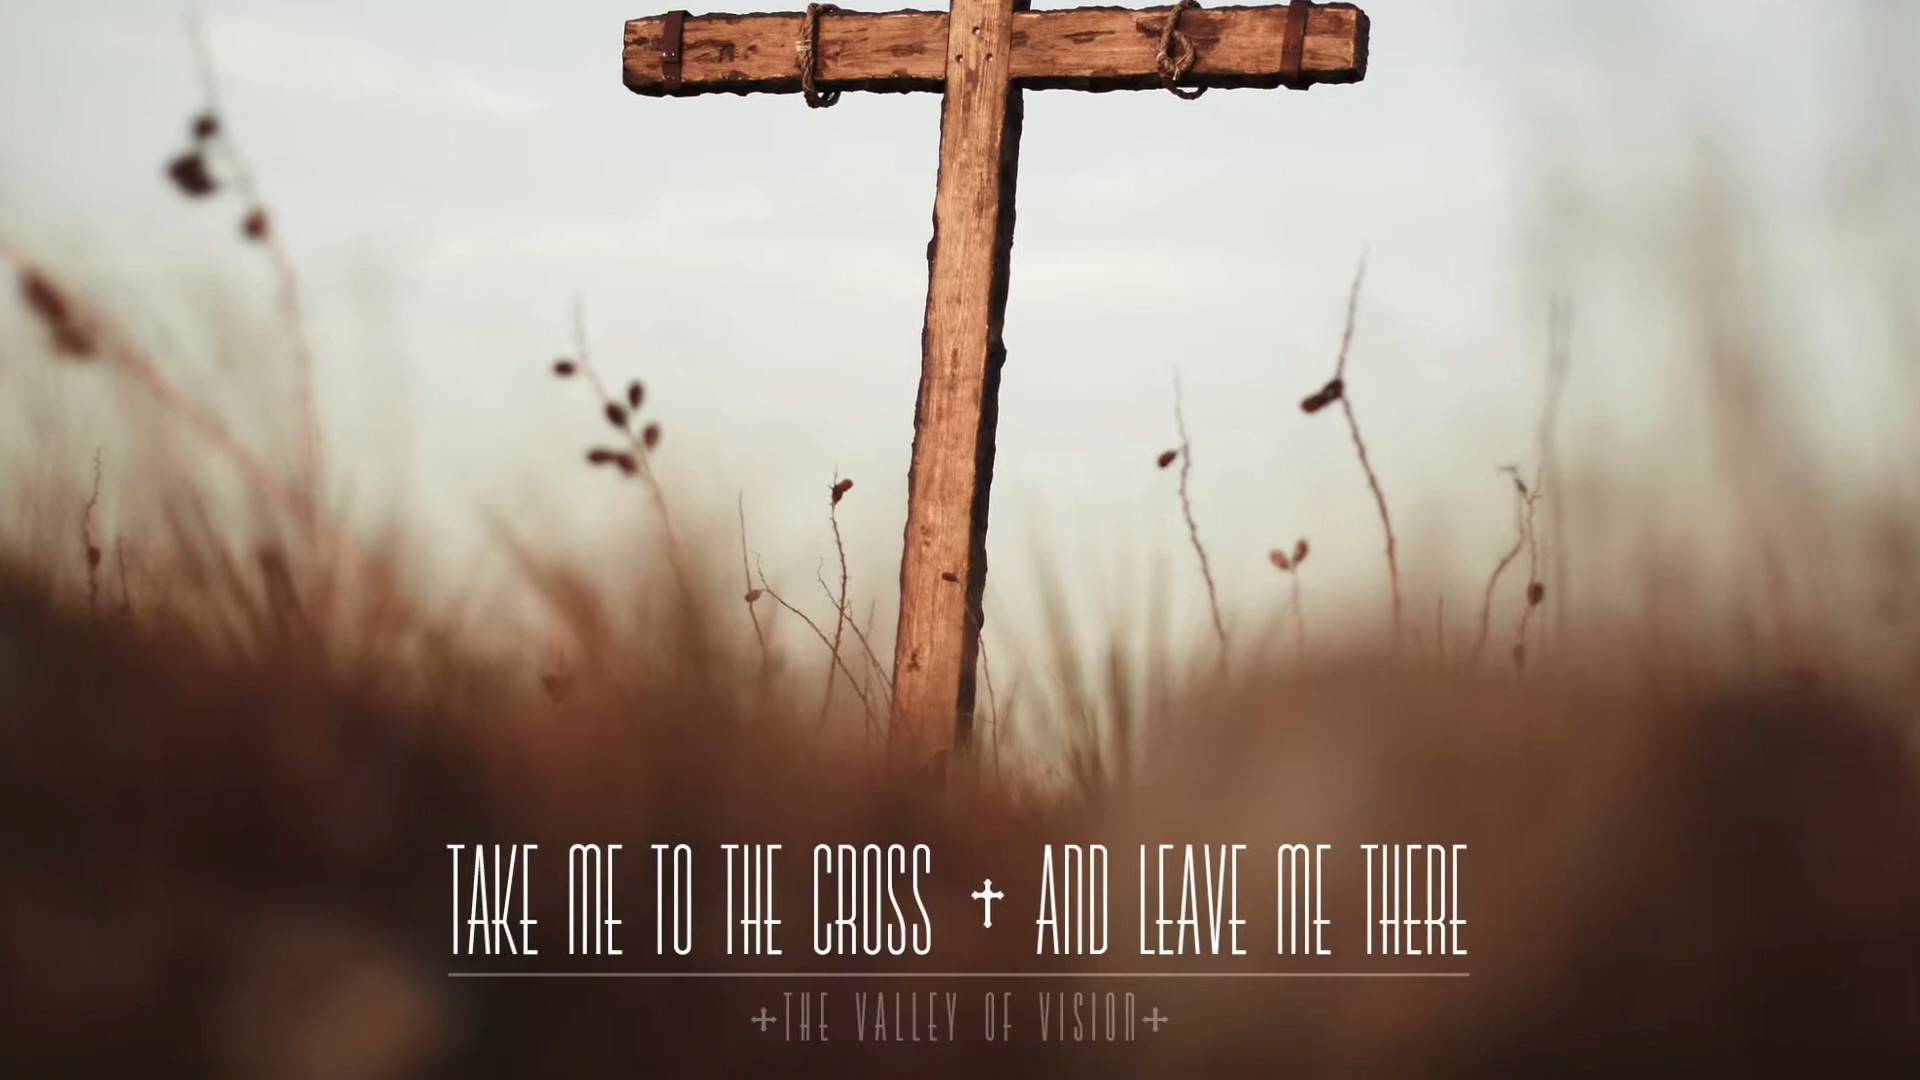 TAKE ME TO THE CROSS ✝ AND LEAVE ME THERE
✢THE VALLEY OF VISION✢